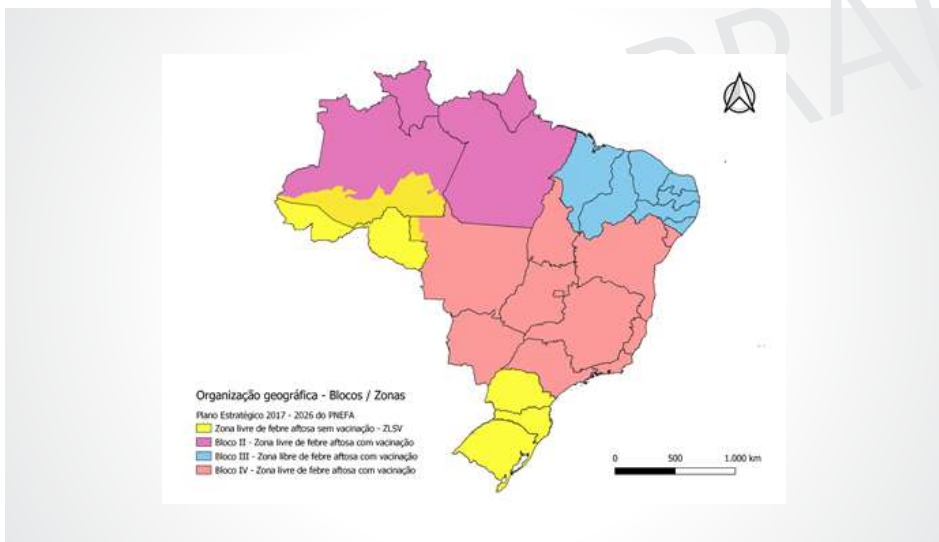 Organização geográfica - Blocos / Zonas
Plano Estratégico 2017 - 2026 do PNEFA
Zona livre de febre aftosa sem vacinação - ZLSV
Bloco II - Zona livre de febre aftosa com vacinação
Bloco III - Zona libre de febre aftosa com vacinação
Bloco IV - Zona livre de febre aftosa com vacinação
0 500 1.000 km